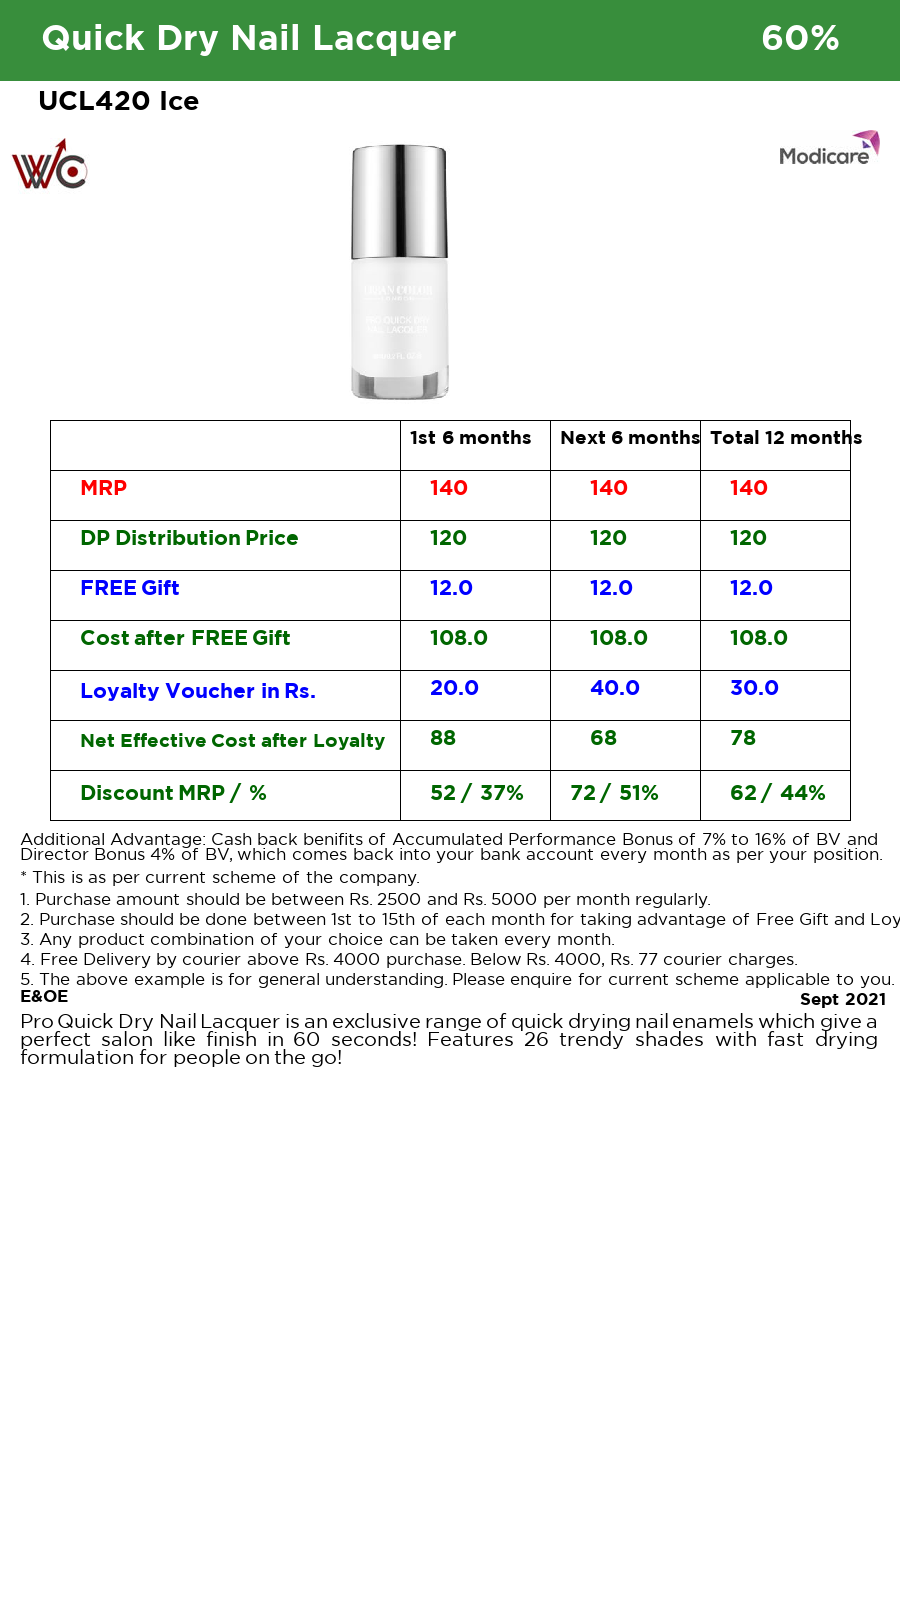 Quick Dry Nail Lacquer 60%
UCL420 Ice
WC
Modicare
URBAN COLOR
PRO QUICK DRY
NAIL LACQUER
1st 6 months Next 6 months Total 12 months
MRP 140 140 140
DP Distribution Price 120 120 120
FREE Gift 12.0 12.0 12.0
Cost after FREE Gift 108.0 108.0 108.0
Loyalty Voucher in Rs. 20.0 40.0 30.0
Net Effective Cost after Loyalty 88 68 78
Discount MRP / % 52 / 37% 72 / 51% 62 / 44%
Additional Advantage: Cash back benifits of Accumulated Performance Bonus of 7% to 16% of BV and
Director Bonus 4% of BV, which comes back into your bank account every month as per your position.
* This is as per current scheme of the company.
1. Purchase amount should be between Rs. 2500 and Rs. 5000 per month regularly.
2. Purchase should be done between 1st to 15th of each month for taking advantage of Free Gift and Loy
3. Any product combination of your choice can be taken every month.
4. Free Delivery by courier above Rs. 4000 purchase. Below Rs. 4000, Rs. 77 courier charges.
5. The above example is for general understanding. Please enquire for current scheme applicable to you.
E&OE Sept 2021
Pro Quick Dry Nail Lacquer is an exclusive range of quick drying nail enamels which give a
perfect salon like finish in 60 seconds! Features 26 trendy shades with fast drying
formulation for people on the go!